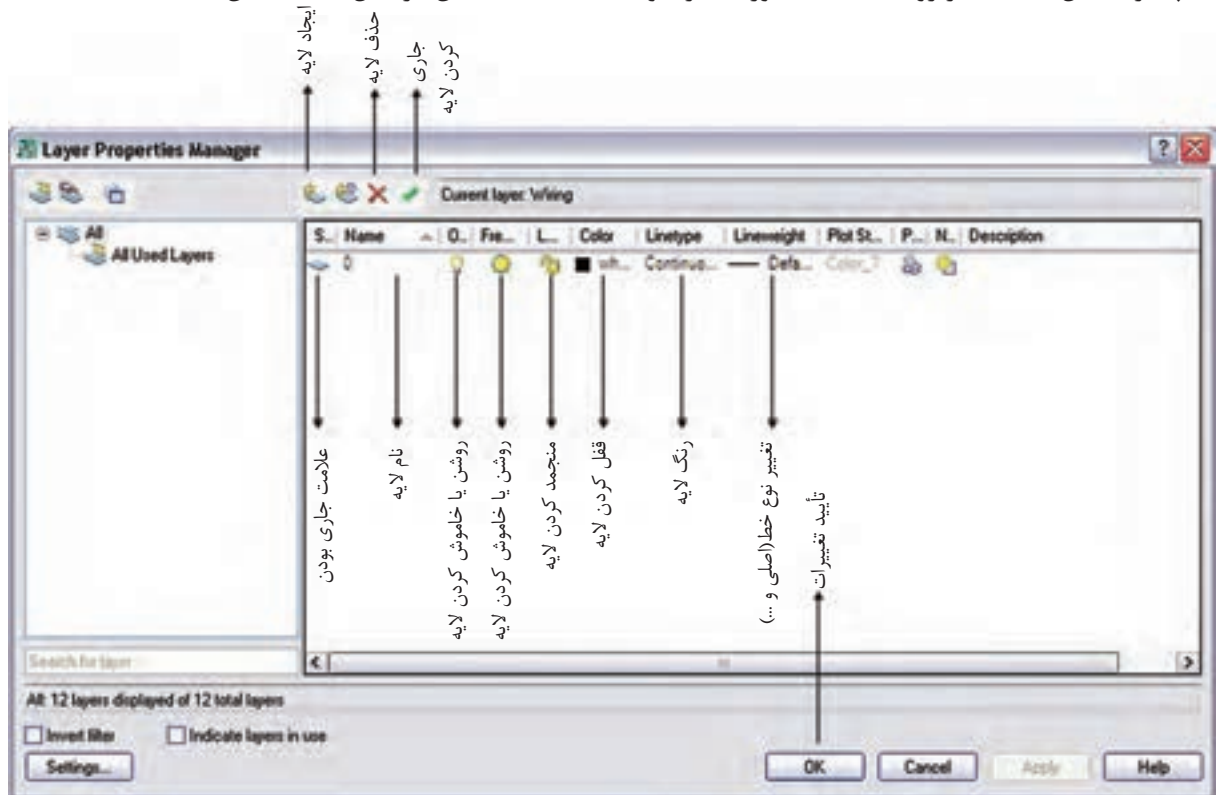 ایجاد لایه
حذف لایه
جاری
کردن لایه
Layer Properties Manager
Current layer: Wiring
All
All Used Layers
S.. Name O.. Fre... L... Color Linetype Lineweight Plot St... P... N.. Description
0 wh... Continuo... Defa... Color_7
علامت جاری بودن
نام لایه
روشن یا خاموش کردن لایه
روشن یا خاموش کردن لایه
منجمد کردن لایه
قفل کردن لایه
رنگ لایه
تغییر نوع خط(اصلی و ...)
تأیید تغییرات
Search for layer
All: 12 layers displayed of 12 total layers
Invert filter
Indicate layers in use
Settings...
OK
Cancel
Apply
Help